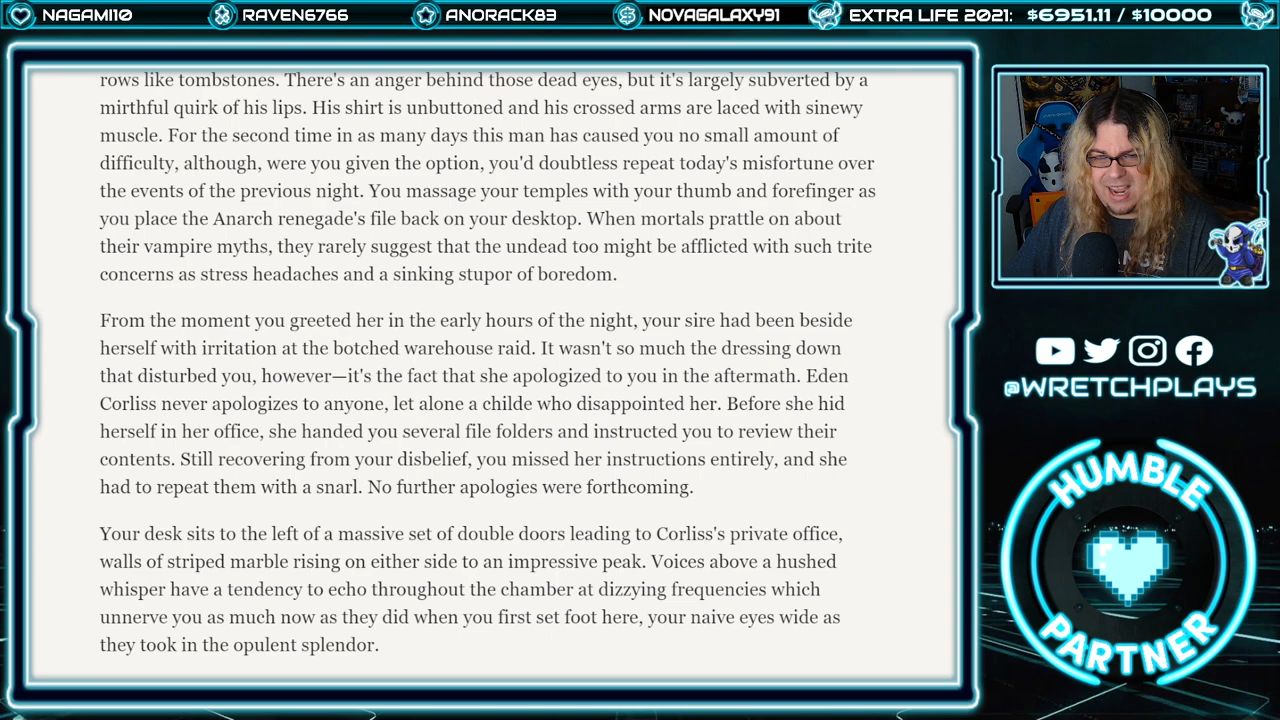 NAGAMI10
RAVEN6766
ANORACK83
NOVAGALAXY91
EXTRA LIFE 2021: $6951.11 / $10000
rows like tombstones. There's an anger behind those dead eyes, but it's largely subverted by a
mirthful quirk of his lips. His shirt is unbuttoned and his crossed arms are laced with sinewy
muscle. For the second time in as many days this man has caused you no small amount of
difficulty, although, were you given the option, you'd doubtless repeat today's misfortune over
the events of the previous night. You massage your temples with your thumb and forefinger as
you place the Anarch renegade's file back on your desktop. When mortals prattle on about
their vampire myths, they rarely suggest that the undead too might be afflicted with such trite
concerns as stress headaches and a sinking stupor of boredom.
From the moment you greeted her in the early hours of the night, your sire had been beside
herself with irritation at the botched warehouse raid. It wasn't so much the dressing down
that disturbed you, however—it's the fact that she apologized to you in the aftermath. Eden
Corliss never apologizes to anyone, let alone a childe who disappointed her. Before she hid
herself in her office, she handed you several file folders and instructed you to review their
contents. Still recovering from your disbelief, you missed her instructions entirely, and she
had to repeat them with a snarl. No further apologies were forthcoming.
Your desk sits to the left of a massive set of double doors leading to Corliss's private office,
walls of striped marble rising on either side to an impressive peak. Voices above a hushed
whisper have a tendency to echo throughout the chamber at dizzying frequencies which
unnerve you as much now as they did when you first set foot here, your naive eyes wide as
they took in the opulent splendor.
@WRETCHPLAYS
HUMBLE
PARTNER